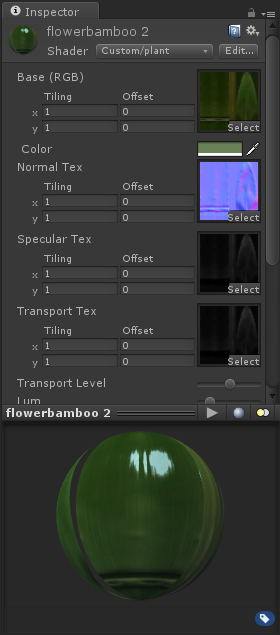 Inspector
flowerbamboo 2
Shader Custom/plant Edit...
Base (RGB)
Tiling Offset
x 1 0
y 1 0
Select
Color
Normal Tex
Tiling Offset
x 1 0
y 1 0
Select
Specular Tex
Tiling Offset
x 1 0
y 1 0
Select
Transport Tex
Tiling Offset
x 1 0
y 1 0
Select
Transport Level
Lum
flowerbamboo 2